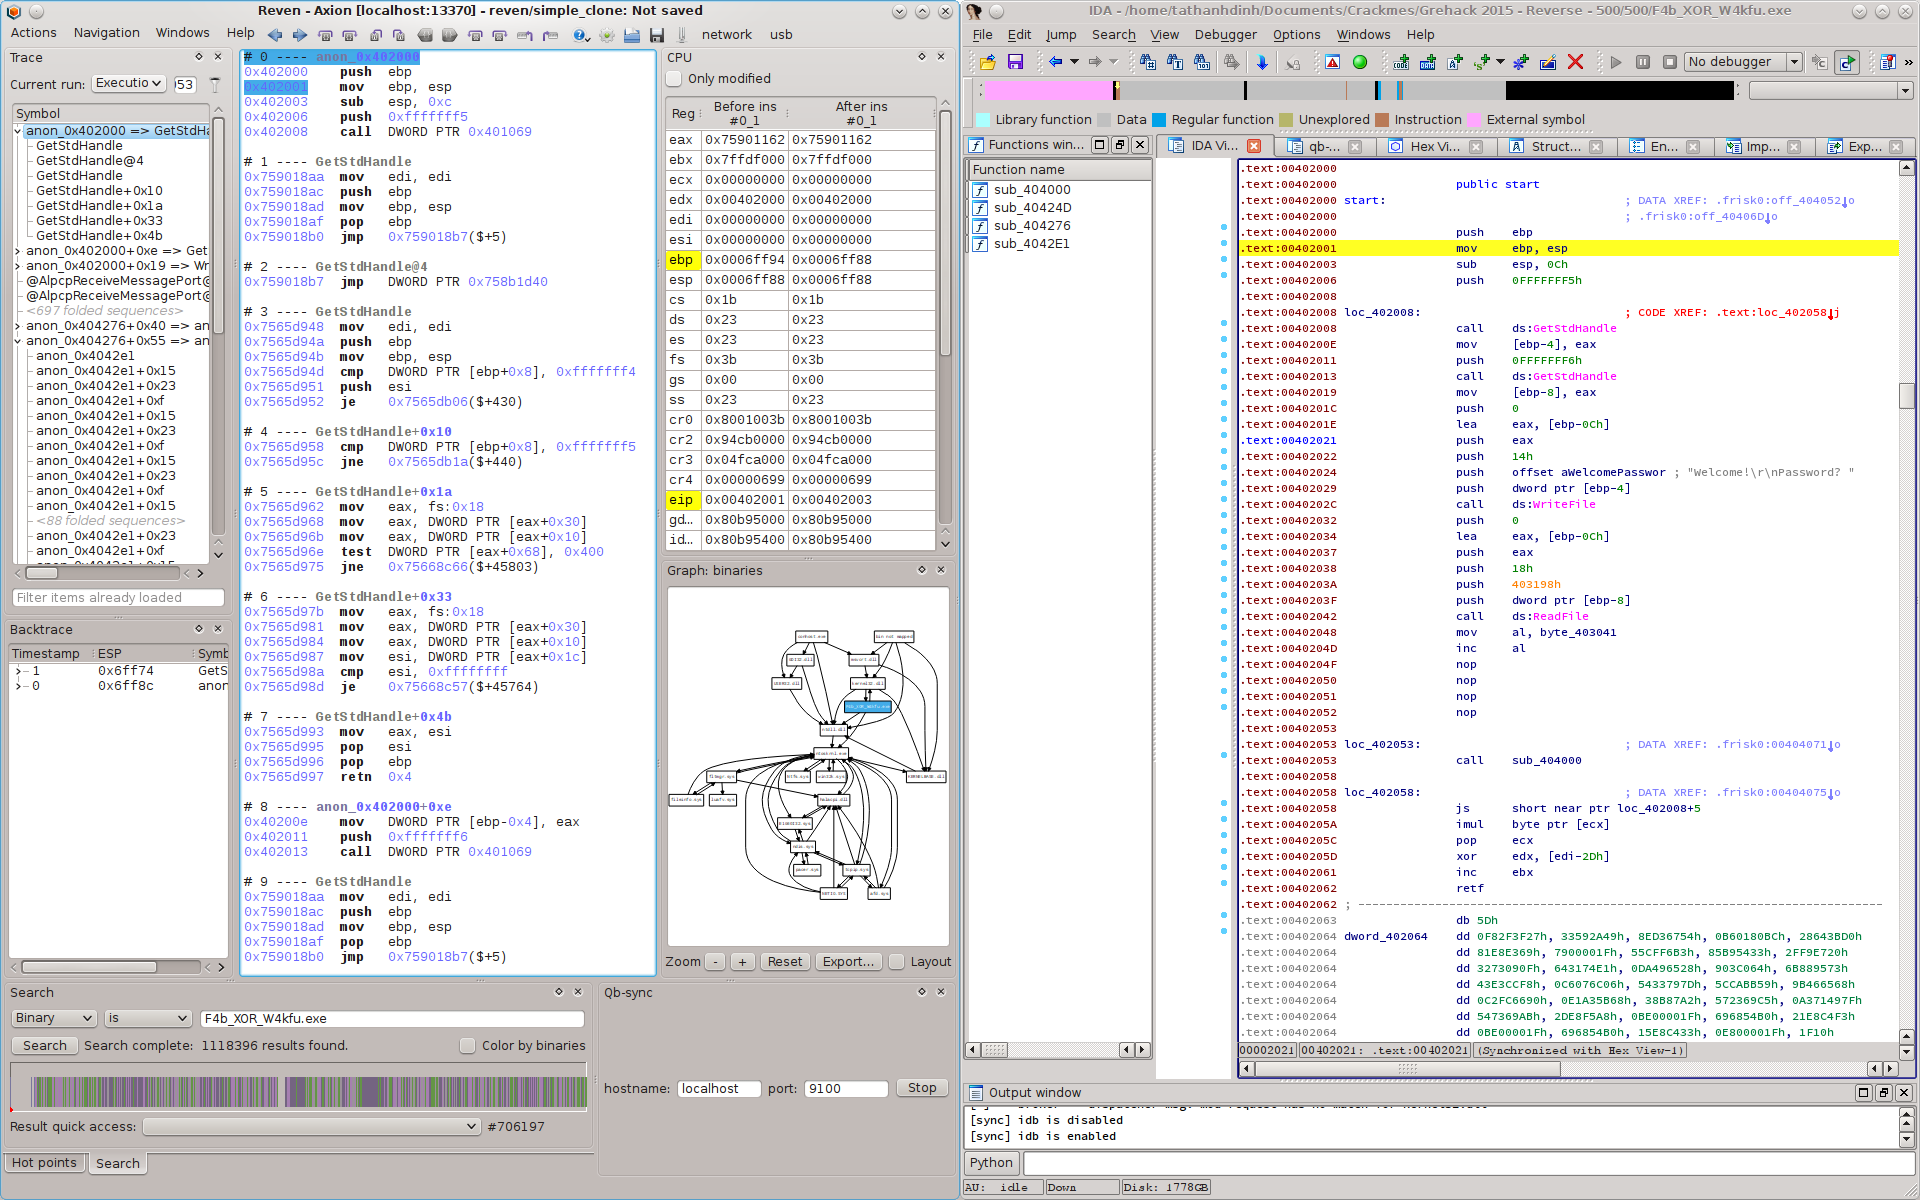 Reven - Axion [localhost:13370] - reven/simple_clone: Not saved
Actions Navigation Windows Help network usb
Trace
Current run: Executio 53
Symbol
anon_0x402000 => GetStdHa
GetStdHandle
GetStdHandle@4
GetStdHandle
GetStdHandle+0x10
GetStdHandle+0x1a
GetStdHandle+0x33
GetStdHandle+0x4b
anon_0x402000+0xe => Get
anon_0x402000+0x19 => Wr
@AlpcpReceiveMessagePort@
@AlpcpReceiveMessagePort@
<697 folded sequences>
anon_0x404276+0x40 => an
anon_0x404276+0x55 => an
anon_0x4042e1
anon_0x4042e1+0x15
anon_0x4042e1+0x23
anon_0x4042e1+0xf
anon_0x4042e1+0x15
anon_0x4042e1+0x23
anon_0x4042e1+0xf
anon_0x4042e1+0x15
anon_0x4042e1+0x23
anon_0x4042e1+0xf
anon_0x4042e1+0x15
<88 folded sequences>
anon_0x4042e1+0x23
anon_0x4042e1+0xf
Filter items already loaded
Backtrace
Timestamp ESP Symb
1 0x6ff74 GetS
0 0x6ff8c anon
# 0 ---- anon_0x402000
0x402000 push ebp
0x402001 mov ebp, esp
0x402003 sub esp, 0xc
0x402006 push 0xfffffff5
0x402008 call DWORD PTR 0x401069
# 1 ---- GetStdHandle
0x759018aa mov edi, edi
0x759018ac push ebp
0x759018ad mov ebp, esp
0x759018af pop ebp
0x759018b0 jmp 0x759018b7($+5)
# 2 ---- GetStdHandle@4
0x759018b7 jmp DWORD PTR 0x758b1d40
# 3 ---- GetStdHandle
0x7565d948 mov edi, edi
0x7565d94a push ebp
0x7565d94b mov ebp, esp
0x7565d94d cmp DWORD PTR [ebp+0x8], 0xfffffff4
0x7565d951 push esi
0x7565d952 je 0x7565db06($+430)
# 4 ---- GetStdHandle+0x10
0x7565d958 cmp DWORD PTR [ebp+0x8], 0xfffffff5
0x7565d95c jne 0x7565db1a($+440)
# 5 ---- GetStdHandle+0x1a
0x7565d962 mov eax, fs:0x18
0x7565d968 mov eax, DWORD PTR [eax+0x30]
0x7565d96b mov eax, DWORD PTR [eax+0x10]
0x7565d96e test DWORD PTR [eax+0x68], 0x400
0x7565d975 jne 0x75668c66($+45803)
# 6 ---- GetStdHandle+0x33
0x7565d97b mov eax, fs:0x18
0x7565d981 mov eax, DWORD PTR [eax+0x30]
0x7565d984 mov eax, DWORD PTR [eax+0x10]
0x7565d987 mov esi, DWORD PTR [eax+0x1c]
0x7565d98a cmp esi, 0xffffffff
0x7565d98d je 0x75668c57($+45764)
# 7 ---- GetStdHandle+0x4b
0x7565d993 mov eax, esi
0x7565d995 pop esi
0x7565d996 pop ebp
0x7565d997 retn 0x4
# 8 ---- anon_0x402000+0xe
0x40200e mov DWORD PTR [ebp-0x4], eax
0x402011 push 0xfffffff6
0x402013 call DWORD PTR 0x401069
# 9 ---- GetStdHandle
0x759018aa mov edi, edi
0x759018ac push ebp
0x759018ad mov ebp, esp
0x759018af pop ebp
0x759018b0 jmp 0x759018b7($+5)
CPU
Only modified
Reg Before ins #0_1 After ins #0_1
eax 0x75901162 0x75901162
ebx 0x7ffdf000 0x7ffdf000
ecx 0x00000000 0x00000000
edx 0x00402000 0x00402000
edi 0x00000000 0x00000000
esi 0x00000000 0x00000000
ebp 0x0006ff94 0x0006ff88
esp 0x0006ff88 0x0006ff88
cs 0x1b 0x1b
ds 0x23 0x23
es 0x23 0x23
fs 0x3b 0x3b
gs 0x00 0x00
ss 0x23 0x23
cr0 0x8001003b 0x8001003b
cr2 0x94cb0000 0x94cb0000
cr3 0x04fca000 0x04fca000
cr4 0x00000699 0x00000699
eip 0x00402001 0x00402003
gd... 0x80b95000 0x80b95000
id... 0x80b95400 0x80b95400
Graph: binaries
Zoom - + Reset Export... Layout
Search
Binary is F4b_XOR_W4kfu.exe
Search Search complete: 1118396 results found. Color by binaries
Result quick access: #706197
Hot points Search
Qb-sync
hostname: localhost port: 9100 Stop
IDA - /home/tathanhdinh/Documents/Crackmes/Grehack 2015 - Reverse - 500/500/F4b_XOR_W4kfu.exe
File Edit Jump Search View Debugger Options Windows Help
No debugger
Library function Data Regular function Unexplored Instruction External symbol
Functions win...
Function name
sub_404000
sub_40424D
sub_404276
sub_4042E1
IDA Vi... qb-... Hex Vi... Struct... En... Imp... Exp...
.text:00402000
.text:00402000 public start
.text:00402000 start: ; DATA XREF: .frisk0:off_404052↓o
.text:00402000 ; .frisk0:off_40406D↓o
.text:00402000 push ebp
.text:00402001 mov ebp, esp
.text:00402003 sub esp, 0Ch
.text:00402006 push 0FFFFFFF5h
.text:00402008
.text:00402008 loc_402008: ; CODE XREF: .text:loc_402058↓j
.text:00402008 call ds:GetStdHandle
.text:0040200E mov [ebp-4], eax
.text:00402011 push 0FFFFFFF6h
.text:00402013 call ds:GetStdHandle
.text:00402019 mov [ebp-8], eax
.text:0040201C push 0
.text:0040201E lea eax, [ebp-0Ch]
.text:00402021 push eax
.text:00402022 push 14h
.text:00402024 push offset aWelcomePasswor ; "Welcome!\r\nPassword? "
.text:00402029 push dword ptr [ebp-4]
.text:0040202C call ds:WriteFile
.text:00402032 push 0
.text:00402034 lea eax, [ebp-0Ch]
.text:00402037 push eax
.text:00402038 push 18h
.text:0040203A push 403198h
.text:0040203F push dword ptr [ebp-8]
.text:00402042 call ds:ReadFile
.text:00402048 mov al, byte_403041
.text:0040204D inc al
.text:0040204F nop
.text:00402050 nop
.text:00402051 nop
.text:00402052 nop
.text:00402053
.text:00402053 loc_402053: ; DATA XREF: .frisk0:00404071↓o
.text:00402053 call sub_404000
.text:00402058
.text:00402058 loc_402058: ; DATA XREF: .frisk0:00404075↓o
.text:00402058 js short near ptr loc_402008+5
.text:0040205A imul byte ptr [ecx]
.text:0040205C pop ecx
.text:0040205D xor edx, [edi-2Dh]
.text:00402061 inc ebx
.text:00402062 retf
.text:00402062 ; ---------------------------------------------------------------------------
.text:00402063 db 5Dh
.text:00402064 dword_402064 dd 0F82F3F27h, 33592A49h, 8ED36754h, 0B60180BCh, 28643BD0h
.text:00402064 dd 81E8E369h, 7900001Fh, 55CFF6B3h, 85B95433h, 2FF9E720h
.text:00402064 dd 3273090Fh, 643174E1h, 0DA496528h, 903C064h, 6B889573h
.text:00402064 dd 43E3CCF8h, 0C6076C06h, 5433797Dh, 5CCABB59h, 9B466568h
.text:00402064 dd 0C2FC6690h, 0E1A35B68h, 38B87A2h, 572369C5h, 0A371497Fh
.text:00402064 dd 547369ABh, 2DE8F5A8h, 0BE00001Fh, 696854B0h, 21E8C4F3h
.text:00402064 dd 0BE00001Fh, 696854B0h, 15E8C433h, 0E800001Fh, 1F10h
00002021 00402021: .text:00402021 (Synchronized with Hex View-1)
Output window
[sync] idb is disabled
[sync] idb is enabled
Python
AU: idle Down Disk: 1778GB